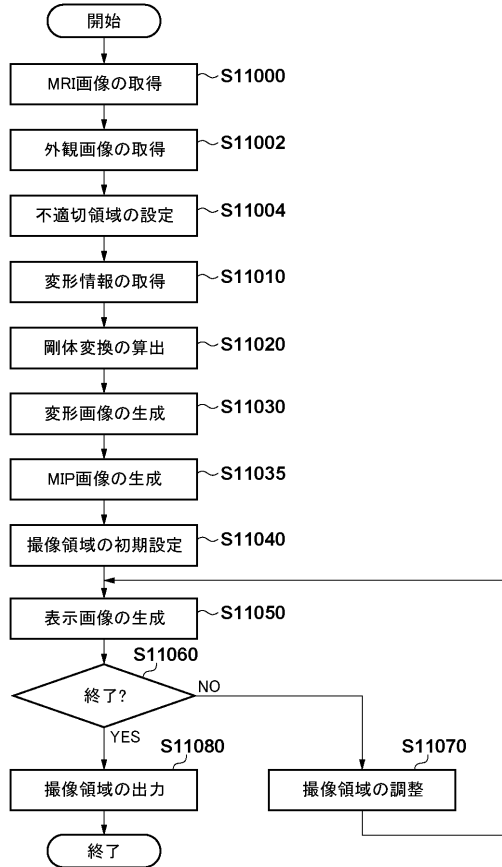 開始
MRI画像の取得
S11000
外観画像の取得
S11002
不適切領域の設定
S11004
変形情報の取得
S11010
剛体変換の算出
S11020
変形画像の生成
S11030
MIP画像の生成
S11035
撮像領域の初期設定
S11040
表示画像の生成
S11050
S11060
終了?
NO
YES
S11080
撮像領域の出力
S11070
撮像領域の調整
終了